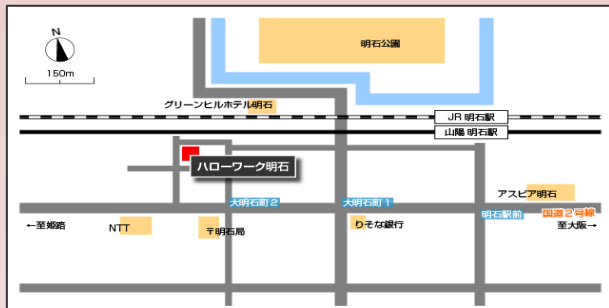 N
150m
明石公園
グリーンヒルホテル明石
JR 明石駅
山陽 明石駅
ハローワーク明石
アスピア明石
大明石町2
大明石町1
明石駅前
国道2号線
←至姫路
NTT
〒明石局
りそな銀行
至大阪→